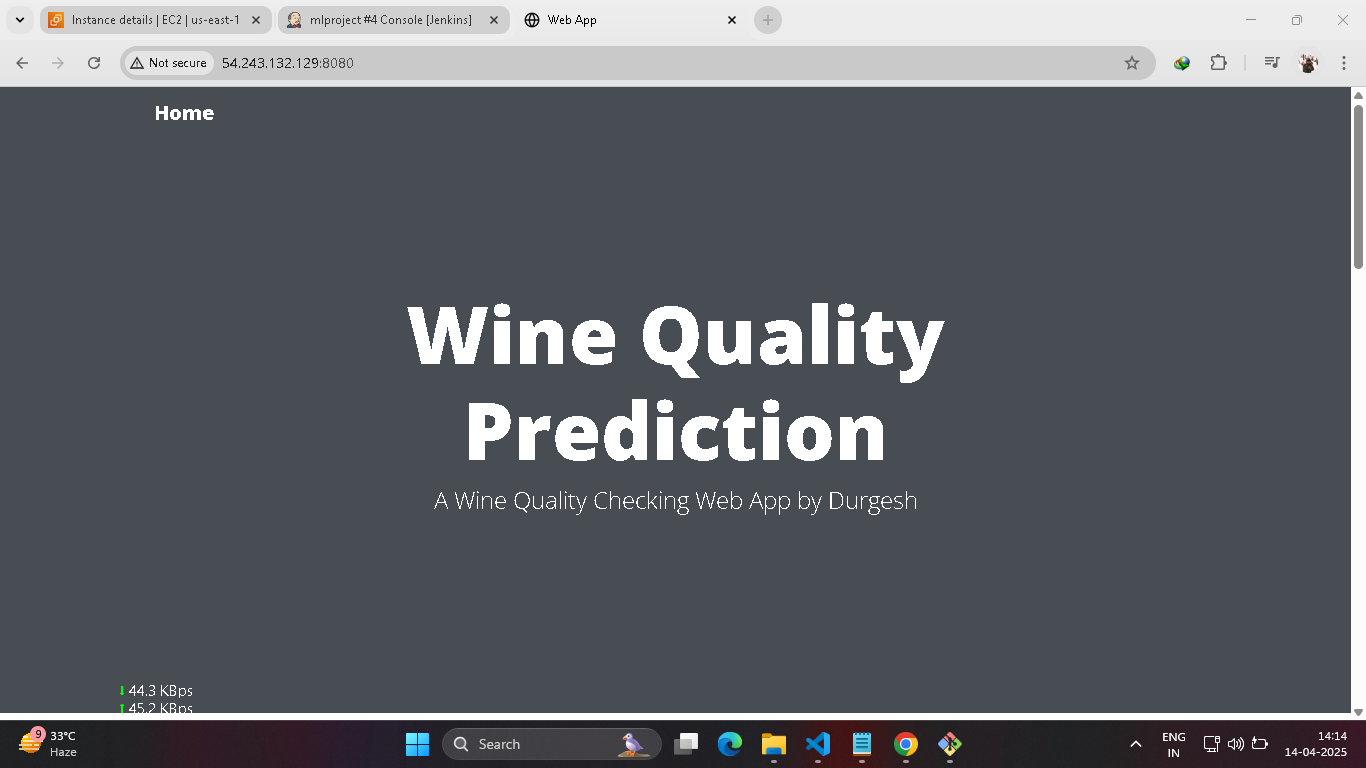 Instance details | EC2 | us-east-1
mlproject #4 Console [Jenkins]
Web App
Not secure
54.243.132.129:8080
Home
Wine Quality
Prediction
A Wine Quality Checking Web App by Durgesh
44.3 KBps
45.2 KBps
9
33°C
Haze
Search
ENG
IN
14:14
14-04-2025